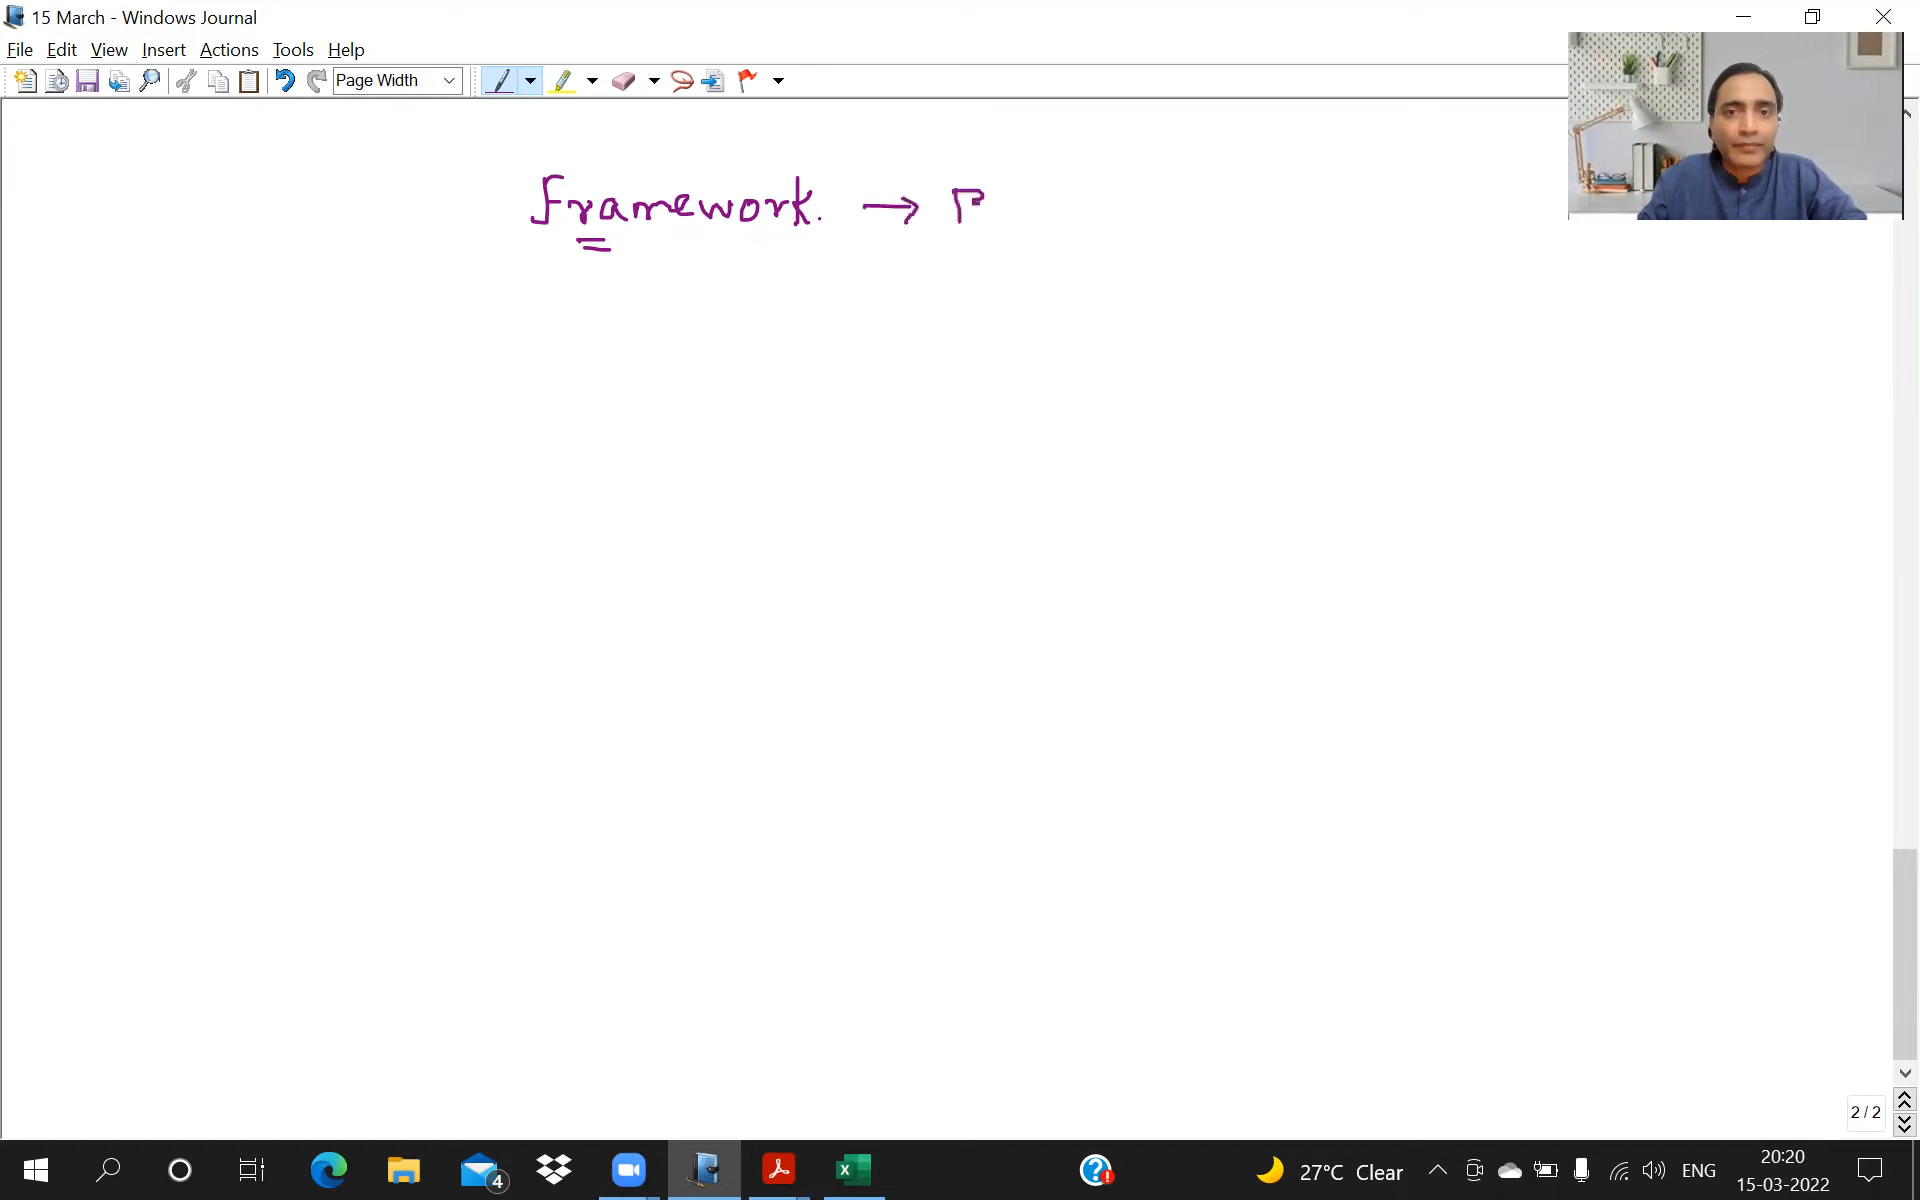 15 March - Windows Journal
File Edit View Insert Actions Tools Help
Page Width
Framework. →
2 / 2
4
27°C Clear
ENG
20:20
15-03-2022